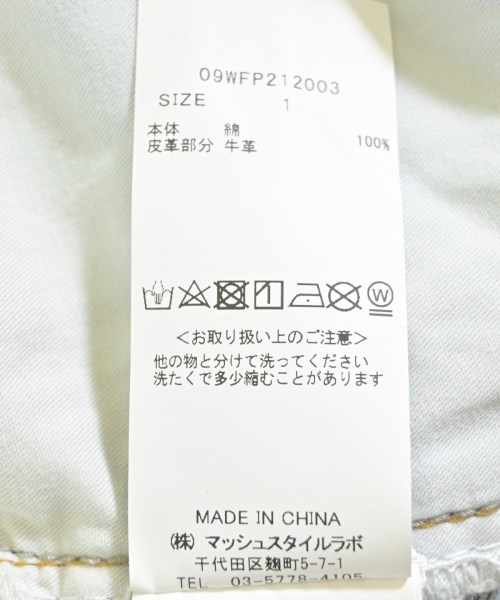 09WFP212003
SIZE 1
本体 綿 100%
皮革部分 牛革
W
<お取り扱い上のご注意>
他の物と分けて洗ってください
洗たくで多少縮むことがあります
MADE IN CHINA
(株) マッシュスタイルラボ
千代田区麹町5-7-1
TEL 03-5778-4105